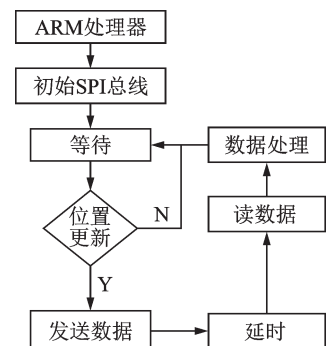 ARM处理器
初始SPI总线
等待
数据处理
位置
更新
N
读数据
Y
发送数据
延时